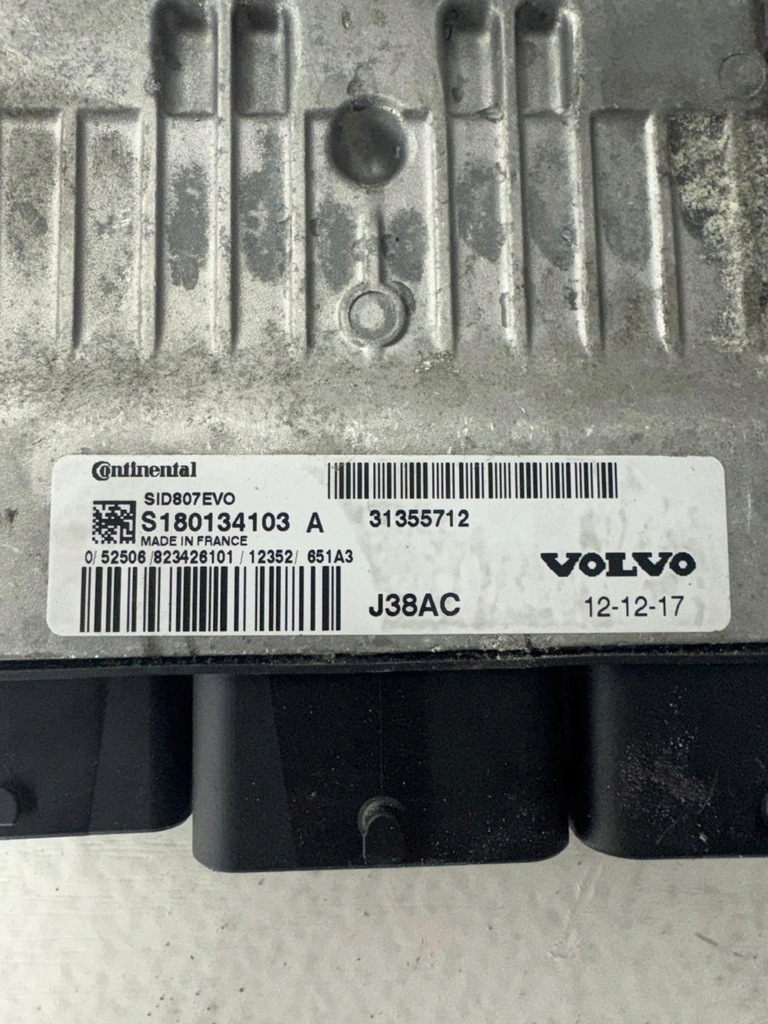 Continental
SID807EVO
S180134103 A
MADE IN FRANCE
0/ 52506 /823426101 / 12352/ 651A3
31355712
VOLVO
J38AC
12-12-17